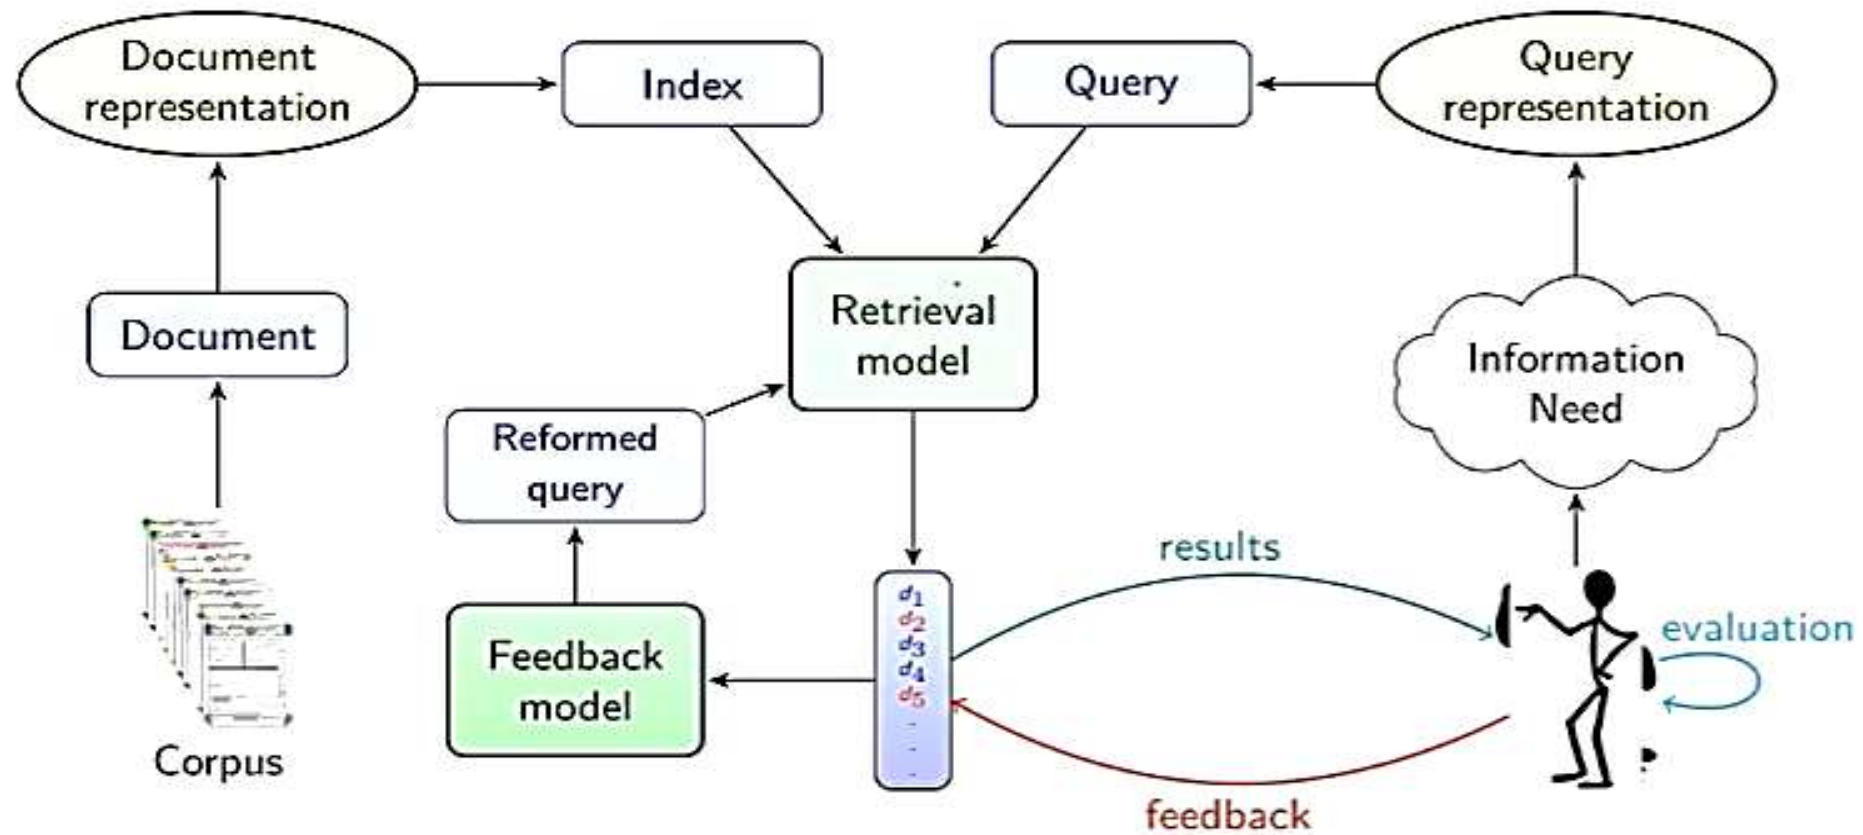 Document
representation
Index
Query
Query
representation
Document
Retrieval
model
Information
Need
Reformed
query
results
d1
d2
d3
d4
d5
evaluation
Feedback
model
Corpus
feedback